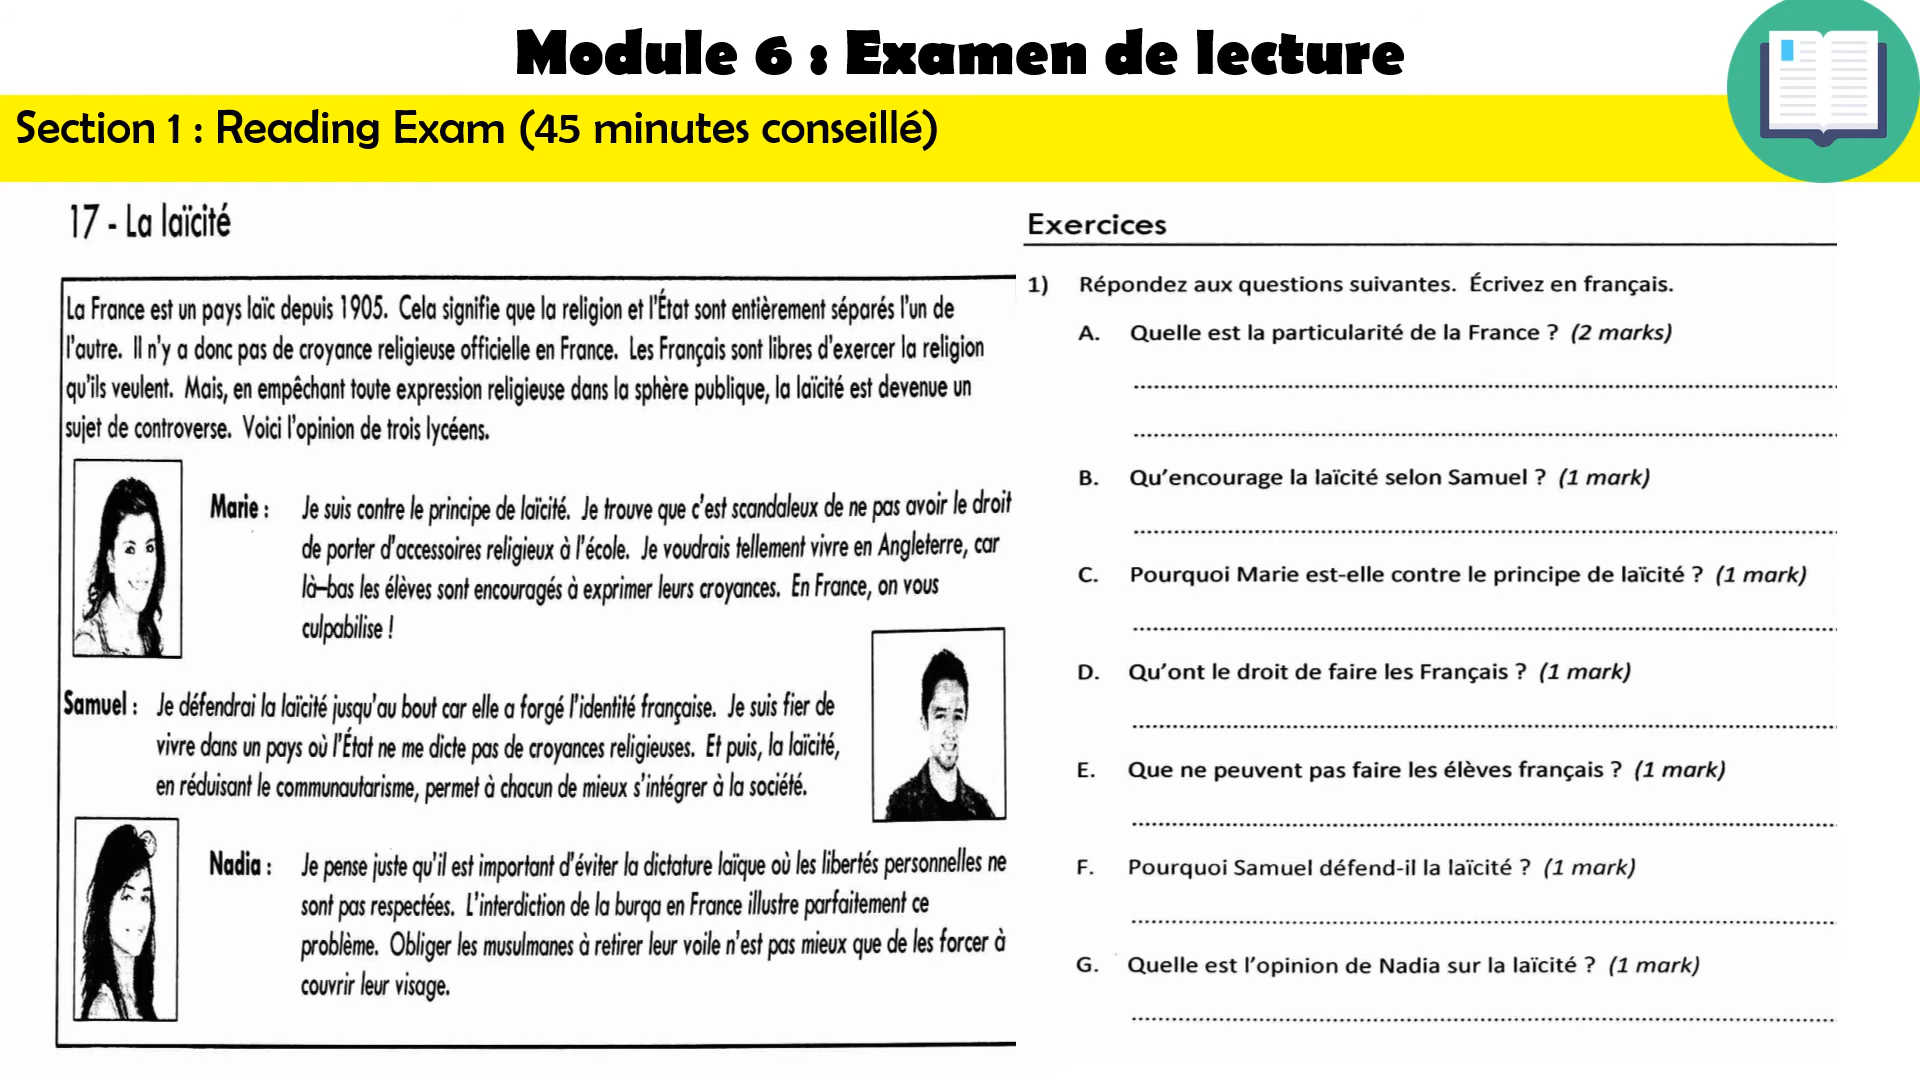 Module 6 : Examen de lecture
Section 1 : Reading Exam (45 minutes conseillé)
17 - La laïcité
La France est un pays laïc depuis 1905. Cela signifie que la religion et l'État sont entièrement séparés l'un de
l'autre. Il n'y a donc pas de croyance religieuse officielle en France. Les Français sont libres d'exercer la religion
qu'ils veulent. Mais, en empêchant toute expression religieuse dans la sphère publique, la laïcité est devenue un
sujet de controverse. Voici l'opinion de trois lycéens.
Marie : Je suis contre le principe de laïcité. Je trouve que c'est scandaleux de ne pas avoir le droit
de porter d'accessoires religieux à l'école. Je voudrais tellement vivre en Angleterre, car
là-bas les élèves sont encouragés à exprimer leurs croyances. En France, on vous
culpabilise !
Samuel : Je défendrai la laïcité jusqu'au bout car elle a forgé l'identité française. Je suis fier de
vivre dans un pays où l'État ne me dicte pas de croyances religieuses. Et puis, la laïcité,
en réduisant le communautarisme, permet à chacun de mieux s'intégrer à la société.
Nadia : Je pense juste qu'il est important d'éviter la dictature laïque où les libertés personnelles ne
sont pas respectées. L'interdiction de la burqa en France illustre parfaitement ce
problème. Obliger les musulmanes à retirer leur voile n'est pas mieux que de les forcer à
couvrir leur visage.
Exercices
1) Répondez aux questions suivantes. Écrivez en français.
A. Quelle est la particularité de la France ? (2 marks)
B. Qu'encourage la laïcité selon Samuel ? (1 mark)
C. Pourquoi Marie est-elle contre le principe de laïcité ? (1 mark)
D. Qu'ont le droit de faire les Français ? (1 mark)
E. Que ne peuvent pas faire les élèves français ? (1 mark)
F. Pourquoi Samuel défend-il la laïcité ? (1 mark)
G. Quelle est l'opinion de Nadia sur la laïcité ? (1 mark)